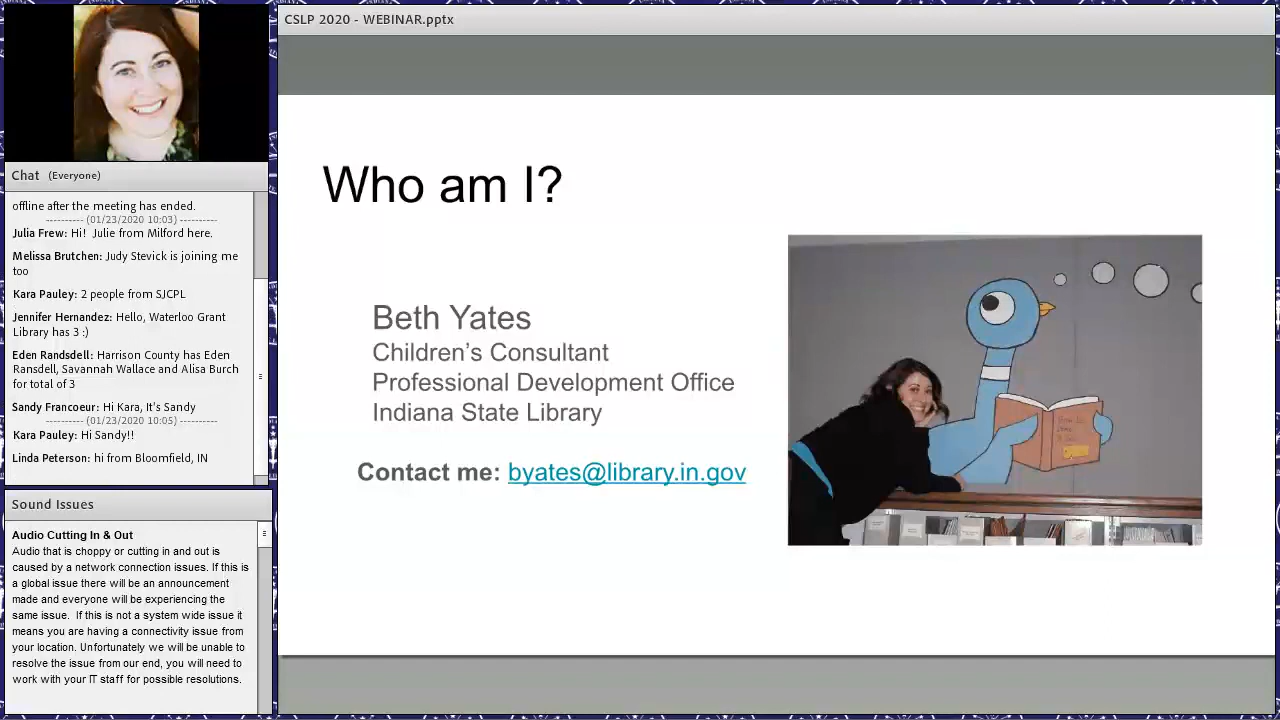 CSLP 2020 - WEBINAR.pptx
Chat (Everyone)
offline after the meeting has ended.
---------- (01/23/2020 10:03) ----------
Julia Frew: Hi! Julie from Milford here.
Melissa Brutchen: Judy Stevick is joining me
too
Kara Pauley: 2 people from SJCPL
Jennifer Hernandez: Hello, Waterloo Grant
Library has 3 :)
Eden Randsdell: Harrison County has Eden
Ransdell, Savannah Wallace and Alisa Burch
for total of 3
Sandy Francoeur: Hi Kara, It's Sandy
---------- (01/23/2020 10:05) ----------
Kara Pauley: Hi Sandy!!
Linda Peterson: hi from Bloomfield, IN
Sound Issues
Audio Cutting In & Out
Audio that is choppy or cutting in and out is
caused by a network connection issues. If this is
a global issue there will be an announcement
made and everyone will be experiencing the
same issue. If this is not a system wide issue it
means you are having a connectivity issue from
your location. Unfortunately we will be unable to
resolve the issue from our end, you will need to
work with your IT staff for possible resolutions.
Who am I?
Beth Yates
Children’s Consultant
Professional Development Office
Indiana State Library
Contact me: byates@library.in.gov